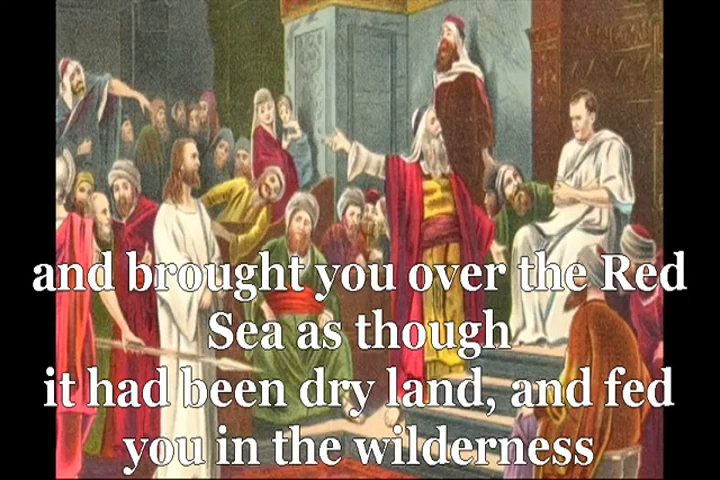 and brought you over the Red
Sea as though
it had been dry land, and fed
you in the wilderness